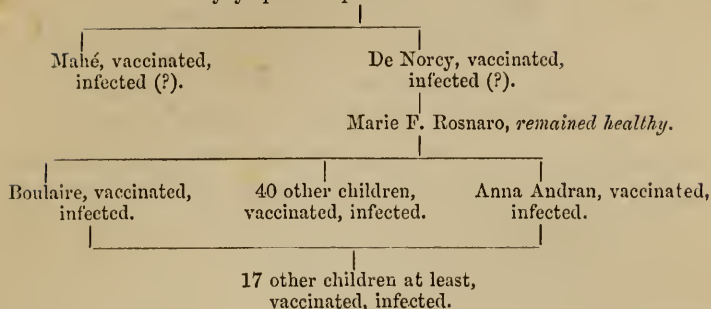 Mahé, vaccinated, De Norcy, vaccinated,
infected (?). infected (?).
Marie F. Rosnaro, remained healthy.
Boulaire, vaccinated, 40 other children, Anna Andran, vaccinated,
infected. vaccinated, infected. infected.
17 other children at least,
vaccinated, infected.